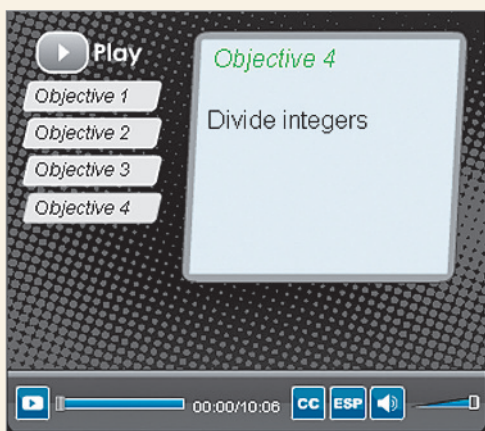 Play
Objective 1
Objective 2
Objective 3
Objective 4
Objective 4
Divide integers
00:00/10:06
CC
ESP